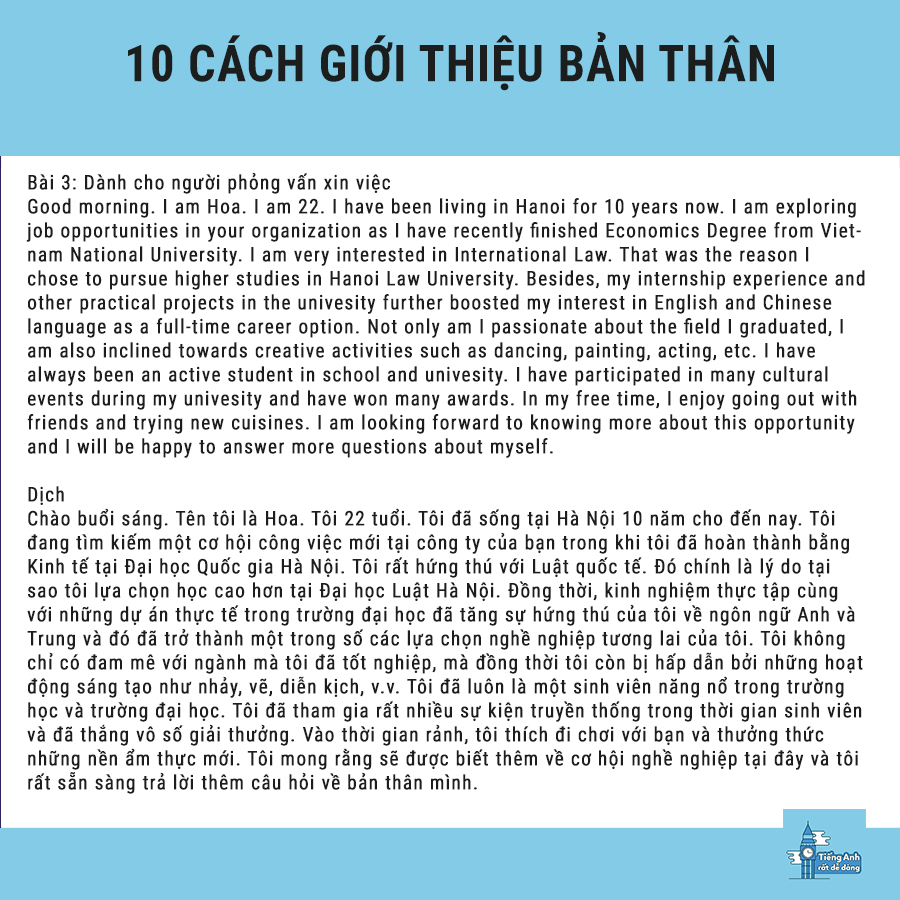 10 CÁCH GIỚI THIỆU BẢN THÂN
Bài 3: Dành cho người phỏng vấn xin việc
Good morning. I am Hoa. I am 22. I have been living in Hanoi for 10 years now. I am exploring
job opportunities in your organization as I have recently finished Economics Degree from Viet-
nam National University. I am very interested in International Law. That was the reason I
chose to pursue higher studies in Hanoi Law University. Besides, my internship experience and
other practical projects in the univesity further boosted my interest in English and Chinese
language as a full-time career option. Not only am I passionate about the field I graduated, I
am also inclined towards creative activities such as dancing, painting, acting, etc. I have
always been an active student in school and univesity. I have participated in many cultural
events during my univesity and have won many awards. In my free time, I enjoy going out with
friends and trying new cuisines. I am looking forward to knowing more about this opportunity
and I will be happy to answer more questions about myself.
Dịch
Chào buổi sáng. Tên tôi là Hoa. Tôi 22 tuổi. Tôi đã sống tại Hà Nội 10 năm cho đến nay. Tôi
đang tìm kiếm một cơ hội công việc mới tại công ty của bạn trong khi tôi đã hoàn thành bằng
Kinh tế tại Đại học Quốc gia Hà Nội. Tôi rất hứng thú với Luật quốc tế. Đó chính là lý do tại
sao tôi lựa chọn học cao hơn tại Đại học Luật Hà Nội. Đồng thời, kinh nghiệm thực tập cùng
với những dự án thực tế trong trường đại học đã tăng sự hứng thú của tôi về ngôn ngữ Anh và
Trung và đó đã trở thành một trong số các lựa chọn nghề nghiệp tương lai của tôi. Tôi không
chỉ có đam mê với ngành mà tôi đã tốt nghiệp, mà đồng thời tôi còn bị hấp dẫn bởi những hoạt
động sáng tạo như nhảy, vẽ, diễn kịch, v.v. Tôi đã luôn là một sinh viên năng nổ trong trường
học và trường đại học. Tôi đã tham gia rất nhiều sự kiện truyền thống trong thời gian sinh viên
và đã thắng vô số giải thưởng. Vào thời gian rảnh, tôi thích đi chơi với bạn và thưởng thức
những nền ẩm thực mới. Tôi mong rằng sẽ được biết thêm về cơ hội nghề nghiệp tại đây và tôi
rất sẵn sàng trả lời thêm câu hỏi về bản thân mình.
Tiếng Anh
rất dễ dàng